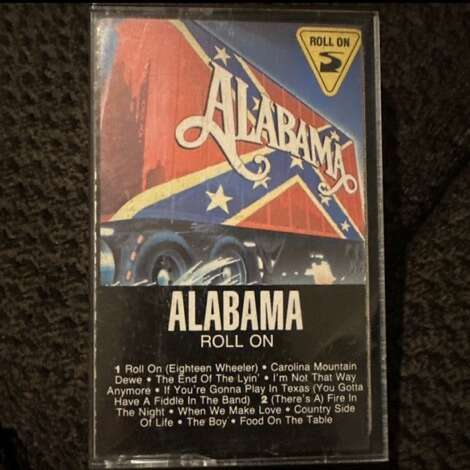 ROLL ON
ALABAMA
ALABAMA
ROLL ON
1 Roll On (Eighteen Wheeler) • Carolina Mountain
Dewe • The End Of The Lyin' • I'm Not That Way
Anymore • If You're Gonna Play In Texas (You Gotta
Have A Fiddle In The Band) 2 (There's A) Fire In
The Night • When We Make Love • Country Side
Of Life • The Boy • Food On The Table